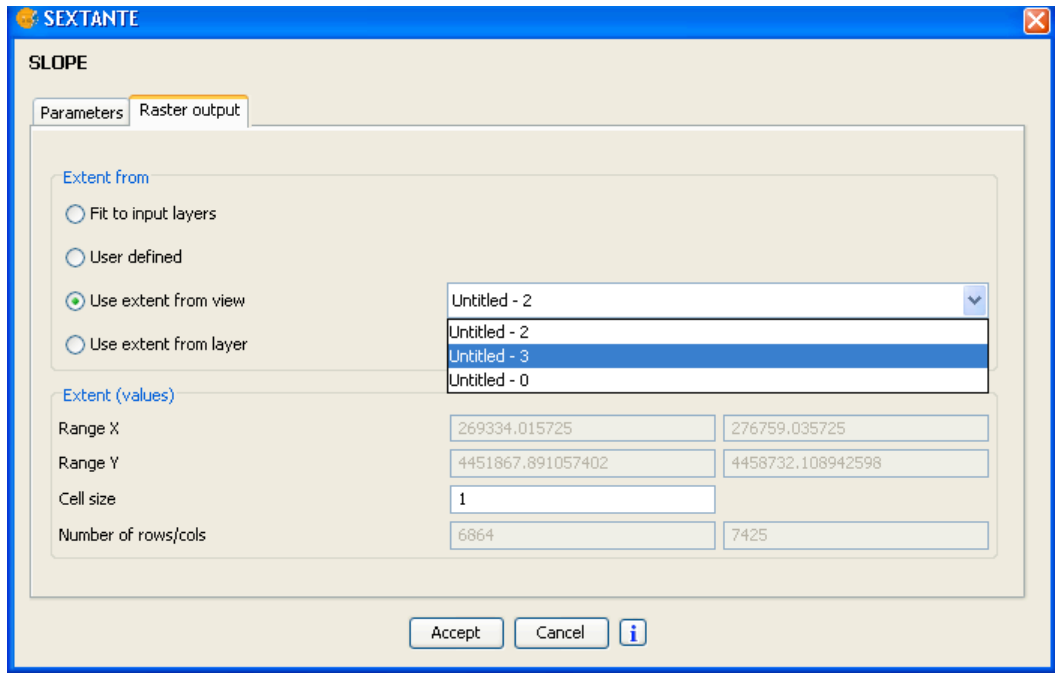 SEXTANTE
SLOPE
Parameters Raster output
Extent from
Fit to input layers
User defined
Use extent from view Untitled - 2
Untitled - 2
Use extent from layer
Untitled - 3
Untitled - 0
Extent (values)
Range X 269334.015725 276759.035725
Range Y 4451867.891057402 4458732.108942598
Cell size 1
Number of rows/cols 6864 7425
Accept Cancel i